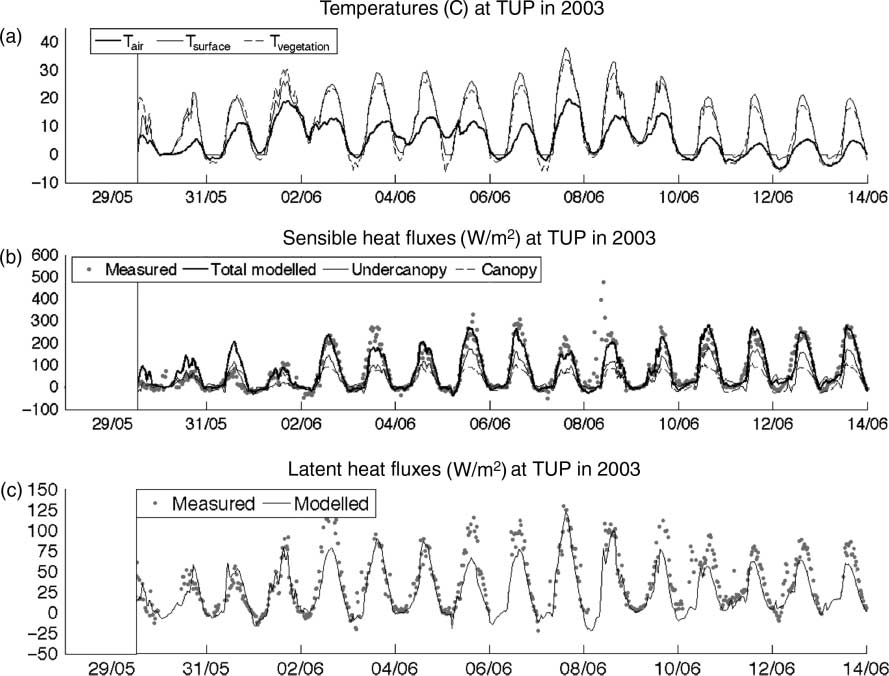 Temperatures (C) at TUP in 2003
(a)
Tair Tsurface Tvegetation
40
30
20
10
0
−10
29/05 31/05 02/06 04/06 06/06 08/06 10/06 12/06 14/06
Sensible heat fluxes (W/m2) at TUP in 2003
(b)
600
Measured Total modelled Undercanopy Canopy
500
400
300
200
100
0
−100
29/05 31/05 02/06 04/06 06/06 08/06 10/06 12/06 14/06
Latent heat fluxes (W/m2) at TUP in 2003
(c)
150
Measured Modelled
125
100
75
50
25
0
−25
50
29/05 31/05 02/06 04/06 06/06 08/06 10/06 12/06 14/06